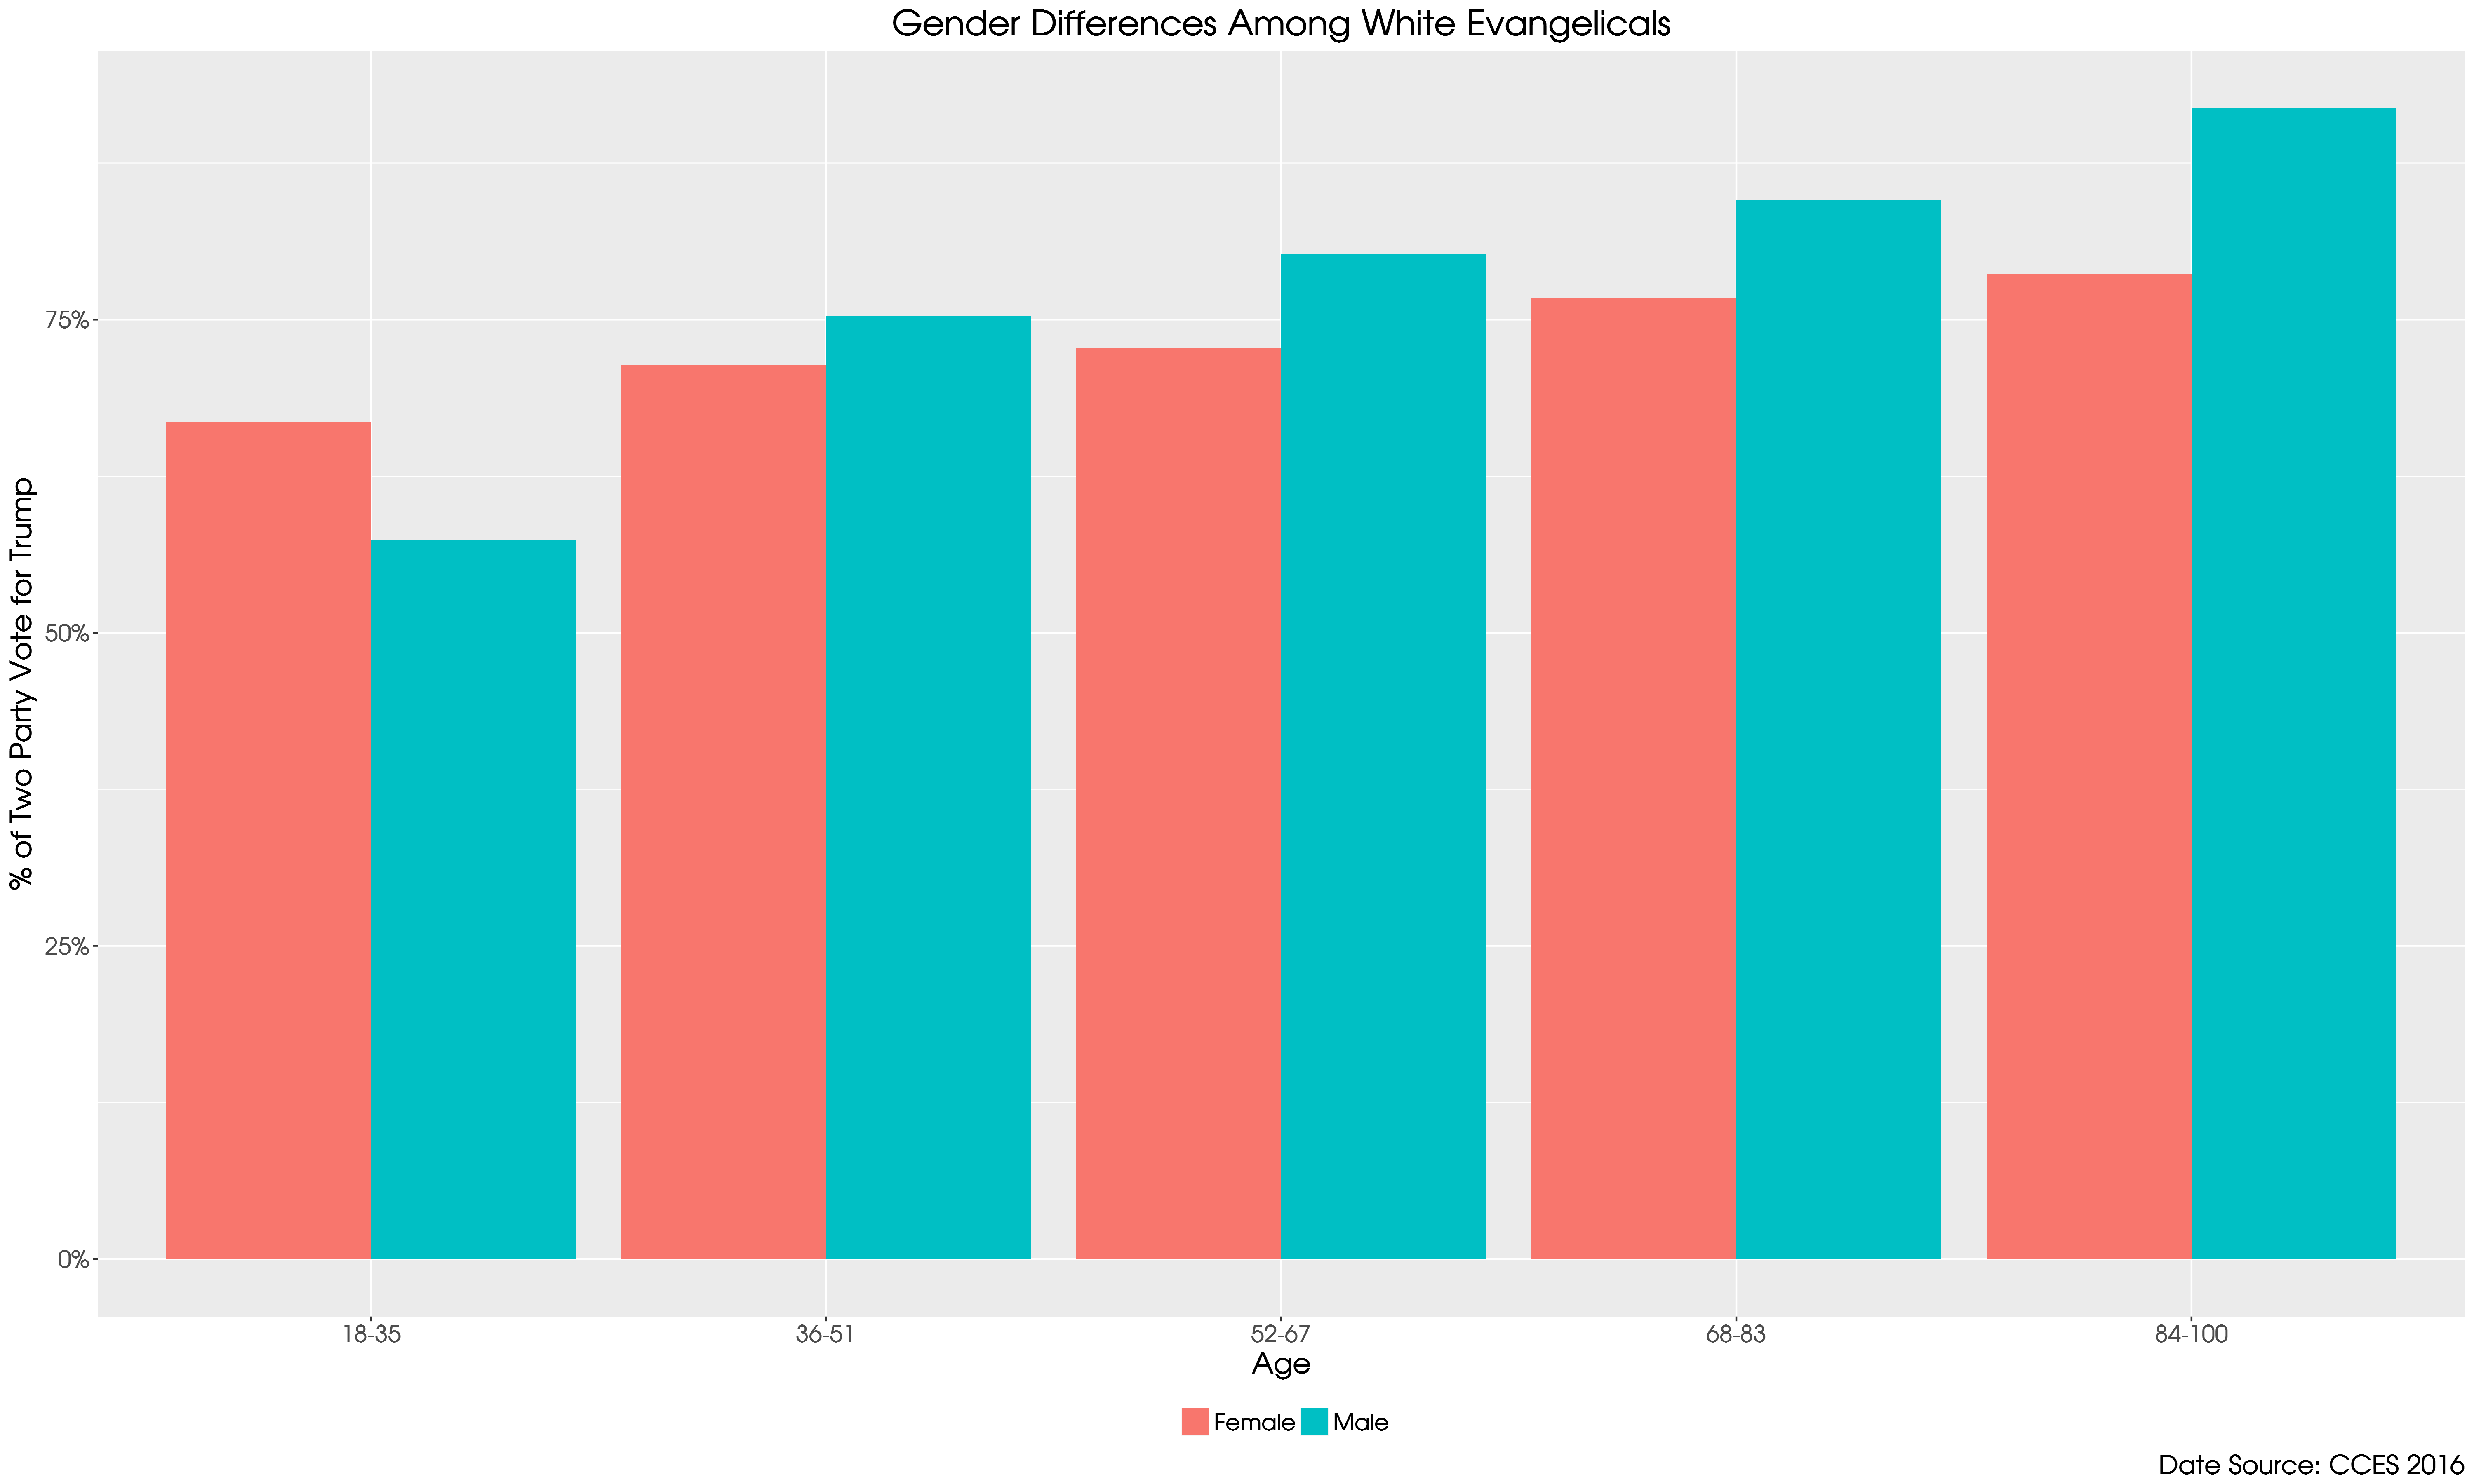 Gender Differences Among White Evangelicals
% of Two Party Vote for Trump
75%
50%
25%
0%
18-35 36-51 52-67 68-83 84-100
Age
Female Male
Date Source: CCES 2016